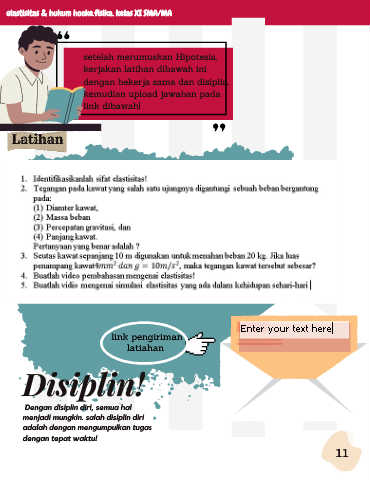 elastisitas & hukum hooke fisika, kelas XI SMA/MA
setelah merumuskan Hipotesis,
kerjakan latihan dibawah ini
dengan bekerja sama dan disiplin
kemudian upload jawaban pada
link dibawah!
Latihan
1. Identifikasikanlah sifat elastisitas!
2. Tegangan pada kawat yang salah satu ujungnya digantungi sebuah beban bergantung
pada:
(1) Diamter kawat,
(2) Massa beban
(3) Percepatan gravitasi, dan
(4) Panjang kawat.
Pertanyaan yang benar adalah ?
3. Seutas kawat sepanjang 10 m digunakan untuk menahan beban 20 kg. Jika luas
penampang kawat 4mm² dan g = 10m/s², maka tegangan kawat tersebut sebesar?
4. Buatlah video pembahasan mengenai elastisitas!
5. Buatlah vidio mengenai simulasi elastisitas yang ada dalam kehidupan sehari-hari
link pengiriman
latiahan
Enter your text here
Disiplin!
Dengan disiplin diri, semua hal
menjadi mungkin. salah disiplin diri
adalah dengan mengumpulkan tugas
dengan tepat waktu!
11